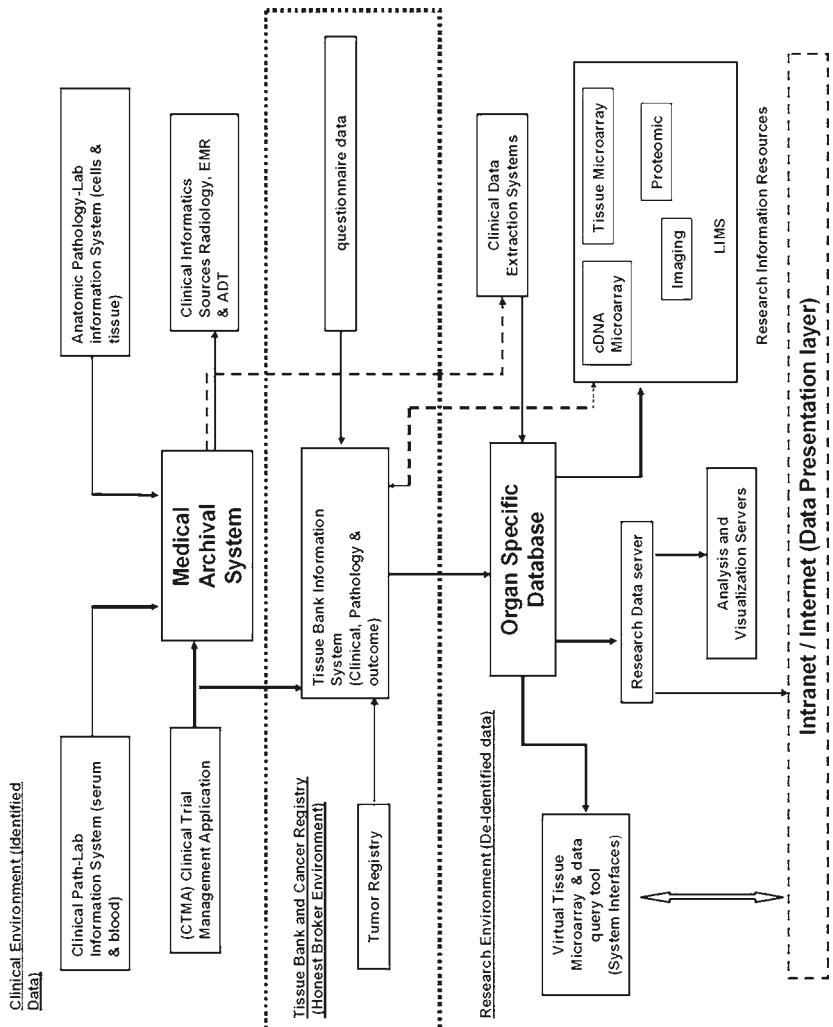 Clinical Environment (Identified
Data)
Clinical Path-Lab
Information System (serum
& blood)
Anatomic Pathology-Lab
information System (cells &
tissue)
(CTMA) Clinical Trial
Management Application
Medical
Archival
System
Clinical Informatics
Sources Radiology, EMR
& ADT
Tissue Bank and Cancer Registry
(Honest Broker Environment)
Tumor Registry
Tissue Bank Information
System
(Clinical, Pathology &
outcome)
questionnaire data
Research Environment (De-Identified data)
Organ Specific
Database
Clinical Data
Extraction Systems
Virtual Tissue
Microarray & data
query tool
(System Interfaces)
Research Data server
Analysis and
Visualization Servers
cDNA
Microarray
Tissue Microarray
Imaging
Proteomic
LIMS
Research Information Resources
Intranet / Internet (Data Presentation layer)